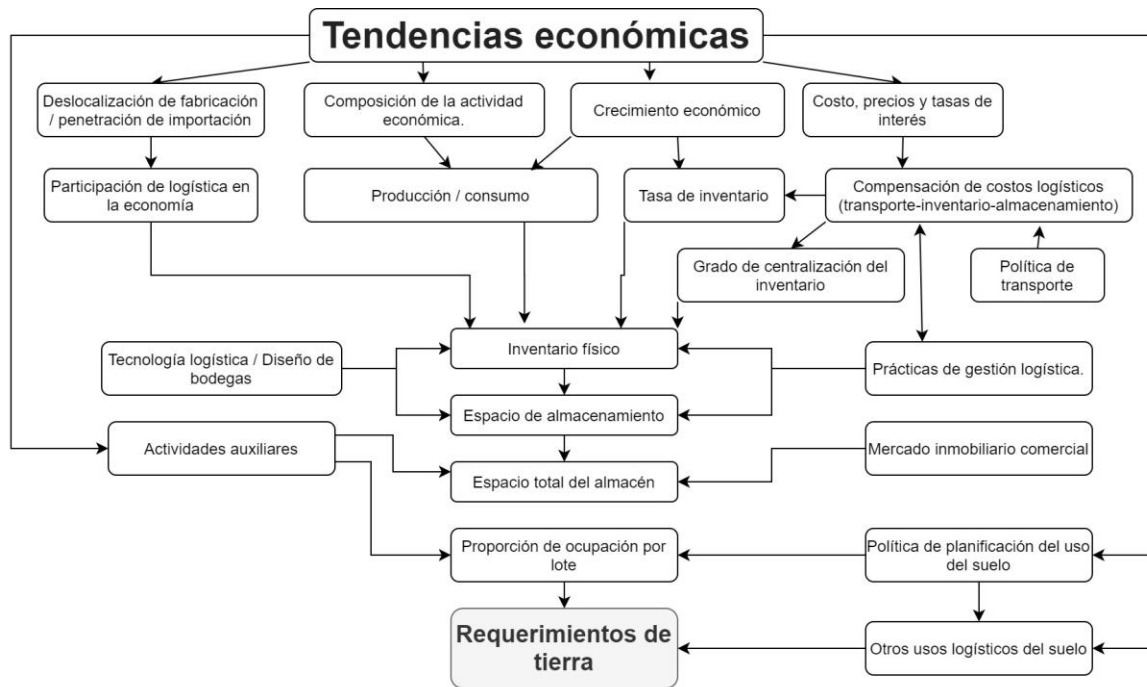 Tendencias económicas
Deslocalización de fabricación
/ penetración de importación
Composición de la actividad
económica.
Crecimiento económico
Costo, precios y tasas de
interés
Participación de logística en
la economía
Producción / consumo
Tasa de inventario
Compensación de costos logísticos
(transporte-inventario-almacenamiento)
Grado de centralización del
inventario
Política de
transporte
Inventario físico
Tecnología logística / Diseño de
bodegas
Prácticas de gestión logística.
Espacio de almacenamiento
Actividades auxiliares
Mercado inmobiliario comercial
Espacio total del almacén
Proporción de ocupación por
lote
Política de planificación del uso
del suelo
Requerimientos de
tierra
Otros usos logísticos del suelo